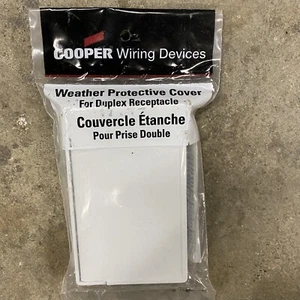 COOPER Wiring Devices
Weather Protective Cover
For Duplex Receptacle
Couvercle Étanche
Pour Prise Double